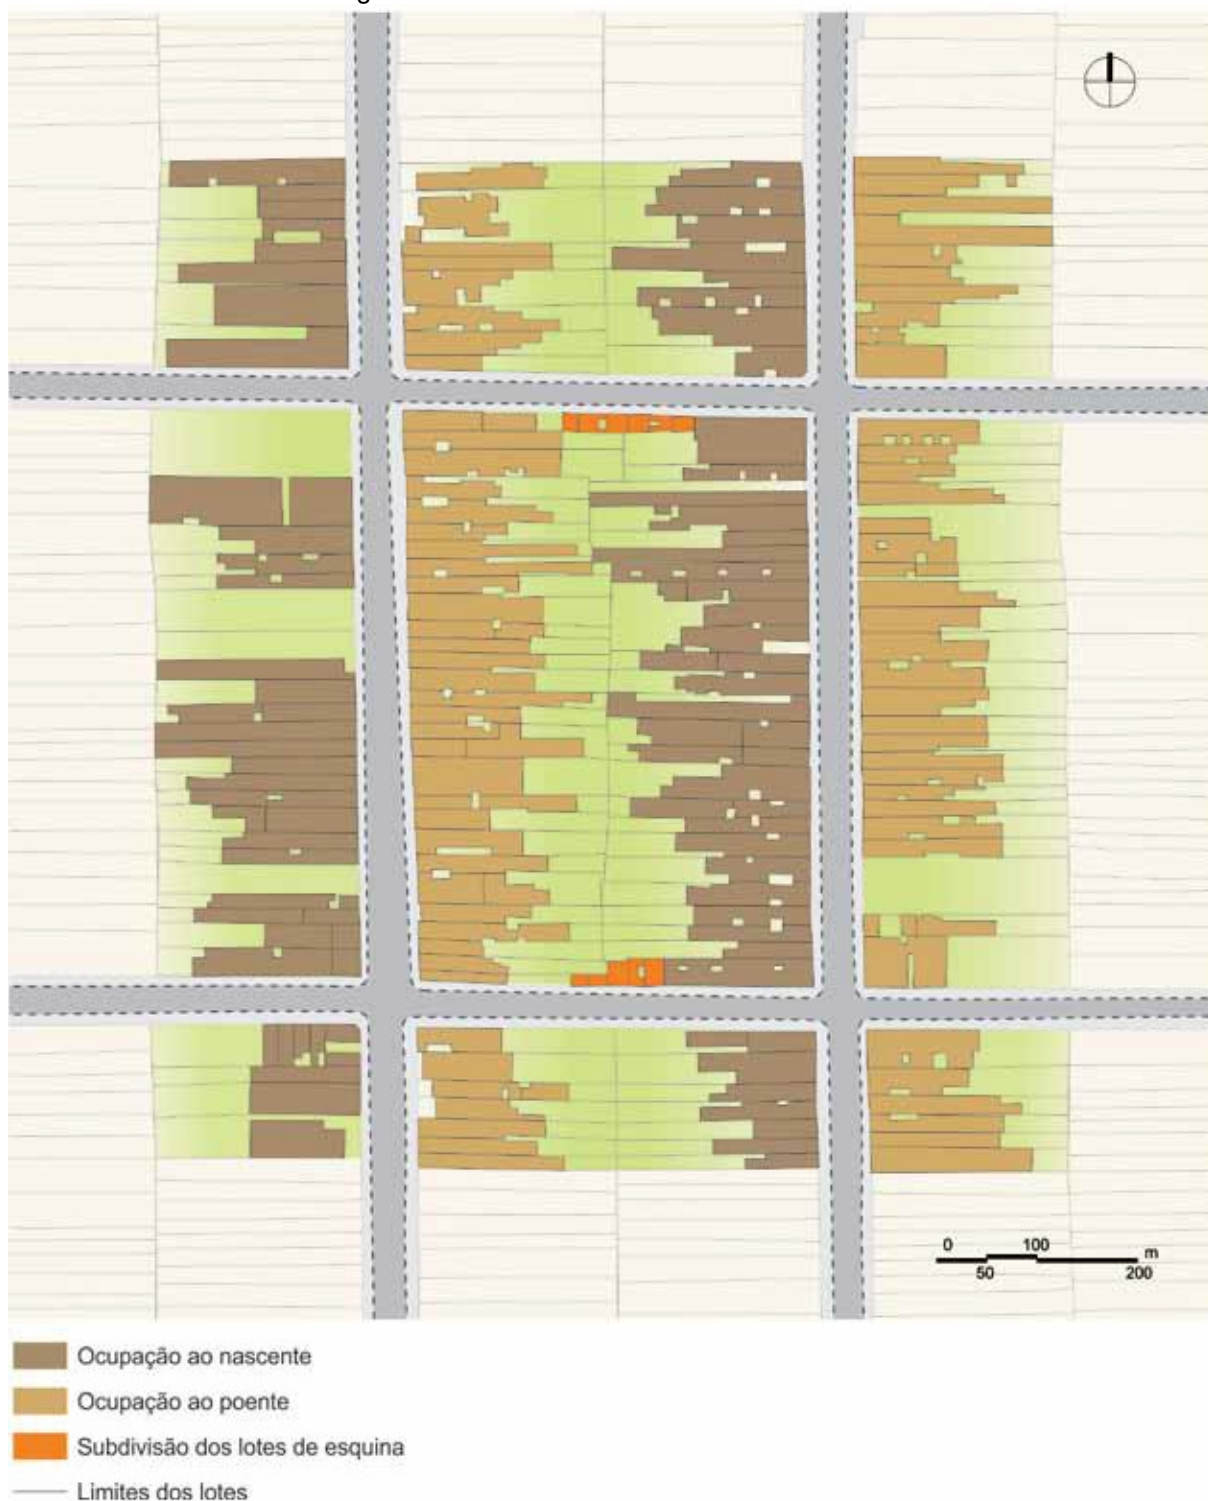 0 100 m
50 200
Ocupação ao nascente
Ocupação ao poente
Subdivisão dos lotes de esquina
Limites dos lotes